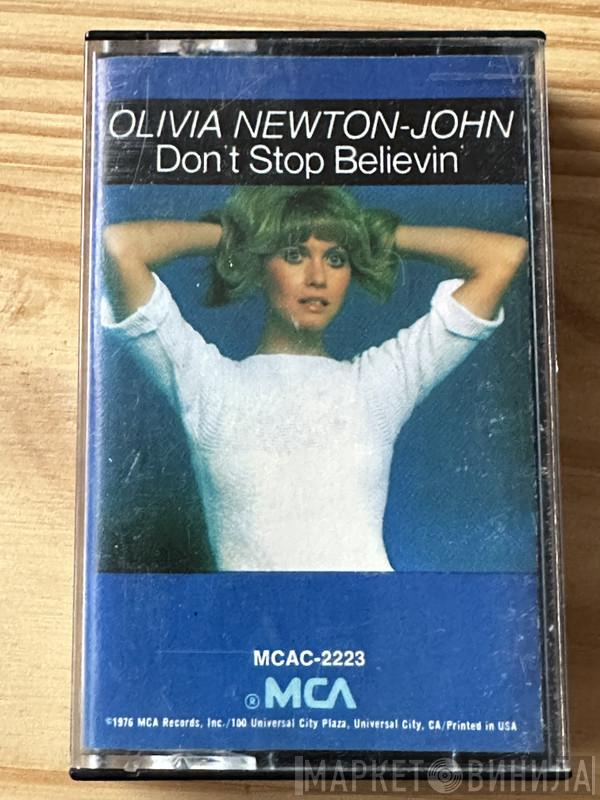 OLIVIA NEWTON-JOHN
Don't Stop Believin'
MCAC-2223
® MCA
©1976 MCA Records, Inc./100 Universal City Plaza, Universal City, CA/Printed in USA
МАРКЕТ ВИНИЛА